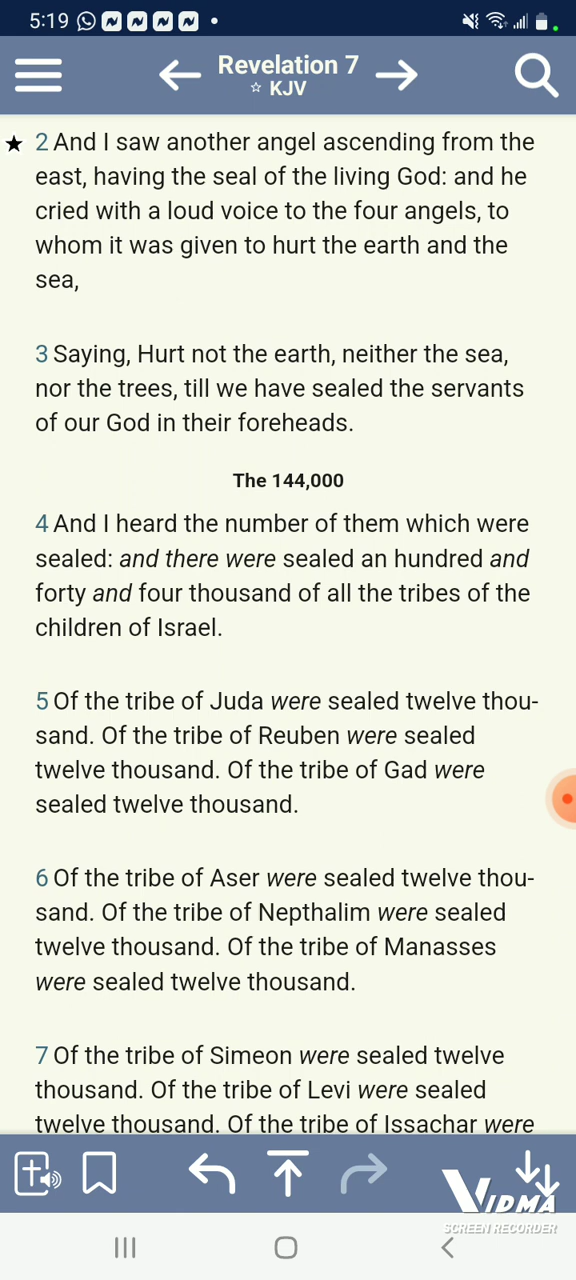 5:19
Revelation 7
☆ KJV
★ 2 And I saw another angel ascending from the
east, having the seal of the living God: and he
cried with a loud voice to the four angels, to
whom it was given to hurt the earth and the
sea,
3 Saying, Hurt not the earth, neither the sea,
nor the trees, till we have sealed the servants
of our God in their foreheads.
The 144,000
4 And I heard the number of them which were
sealed: and there were sealed an hundred and
forty and four thousand of all the tribes of the
children of Israel.
5 Of the tribe of Juda were sealed twelve thou-
sand. Of the tribe of Reuben were sealed
twelve thousand. Of the tribe of Gad were
sealed twelve thousand.
6 Of the tribe of Aser were sealed twelve thou-
sand. Of the tribe of Nepthalim were sealed
twelve thousand. Of the tribe of Manasses
were sealed twelve thousand.
7 Of the tribe of Simeon were sealed twelve
thousand. Of the tribe of Levi were sealed
twelve thousand. Of the tribe of Issachar were
VIDMA
SCREEN RECORDER